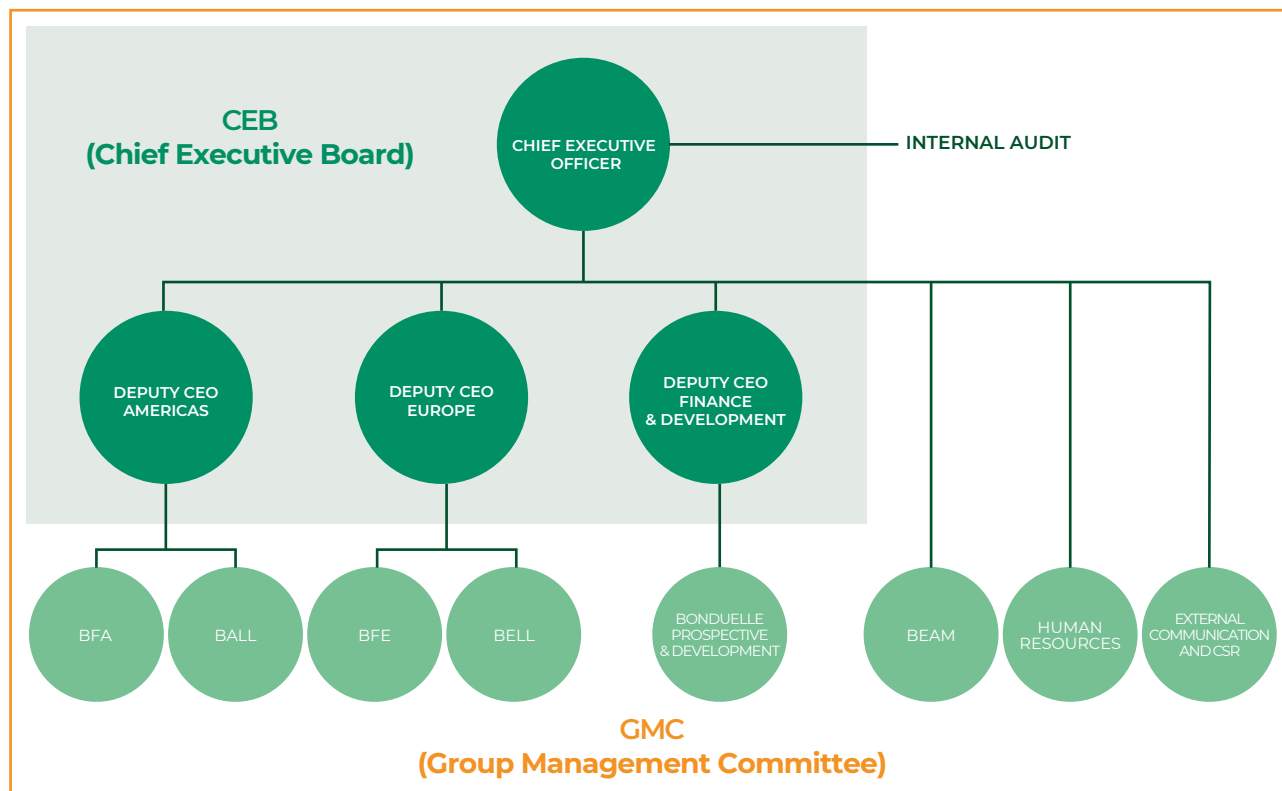 CEB
(Chief Executive Board)
CHIEF EXECUTIVE
OFFICER
INTERNAL AUDIT
DEPUTY CEO
AMERICAS
DEPUTY CEO
EUROPE
DEPUTY CEO
FINANCE
& DEVELOPMENT
BFA
BALL
BFE
BELL
BONDUELLE
PROSPECTIVE
& DEVELOPMENT
BEAM
HUMAN
RESOURCES
EXTERNAL
COMMUNICATION
AND CSR
GMC
(Group Management Committee)